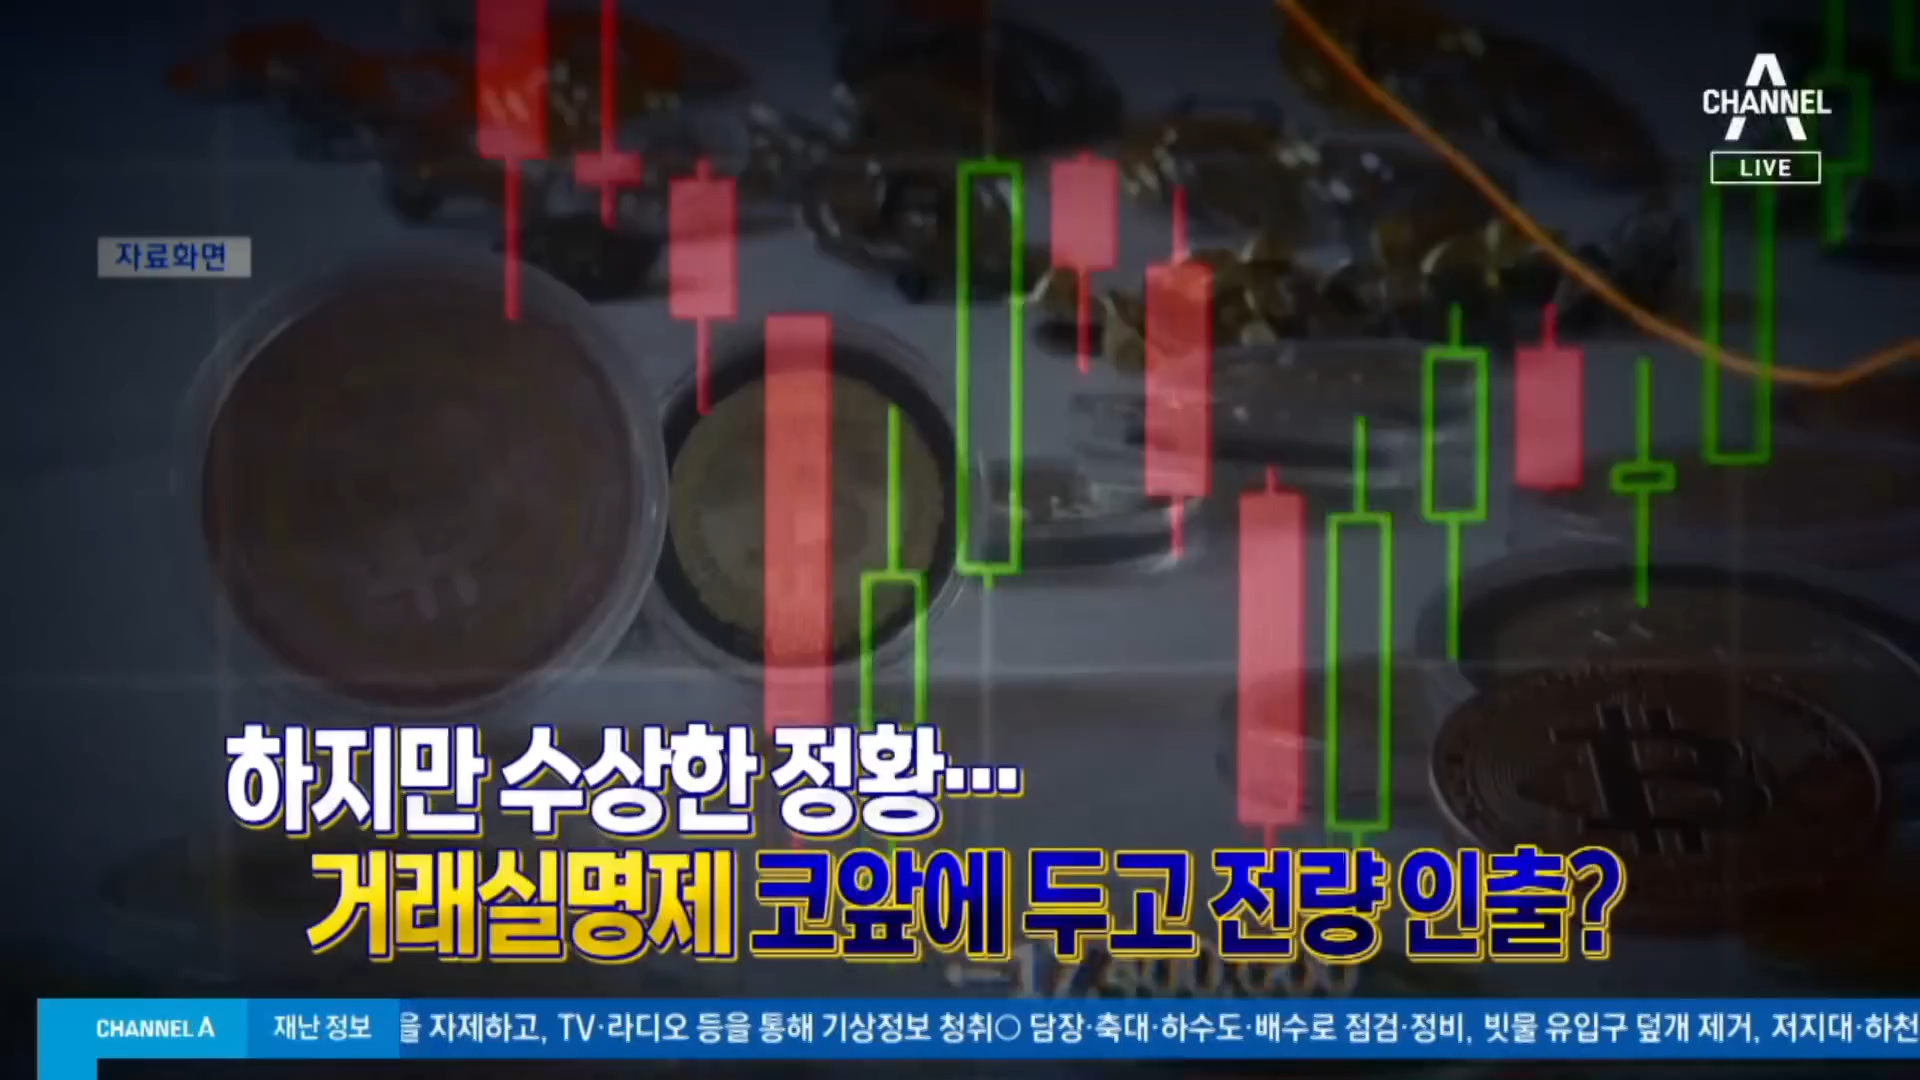 CHANNEL A
LIVE
자료화면
하지만 수상한 정황…
거래실명제 코앞에 두고 전량 인출?
CHANNEL A 재난 정보 을 자제하고, TV·라디오 등을 통해 기상정보 청취○ 담장·축대·하수도·배수로 점검·정비, 빗물 유입구 덮개 제거, 저지대·하천